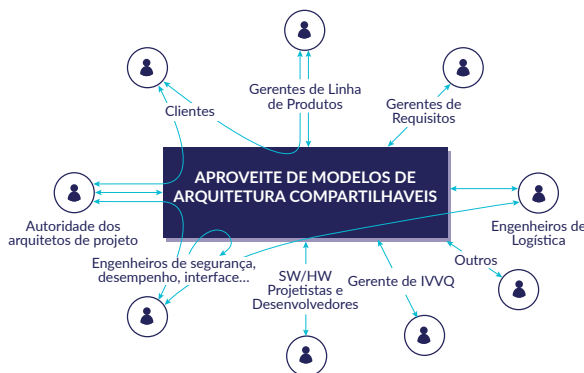 Gerentes de Linha
de Produtos
Clientes
Gerentes de
Requisitos
APROVEITE DE MODELOS DE
ARQUITETURA COMPARTILHAVEIS
Autoridade dos
arquitetos de projeto
Engenheiros de
Logística
Engenheiros de segurança,
desempenho, interface...
SW/HW
Projetistas e
Desenvolvedores
Gerente de IVVQ
Outros